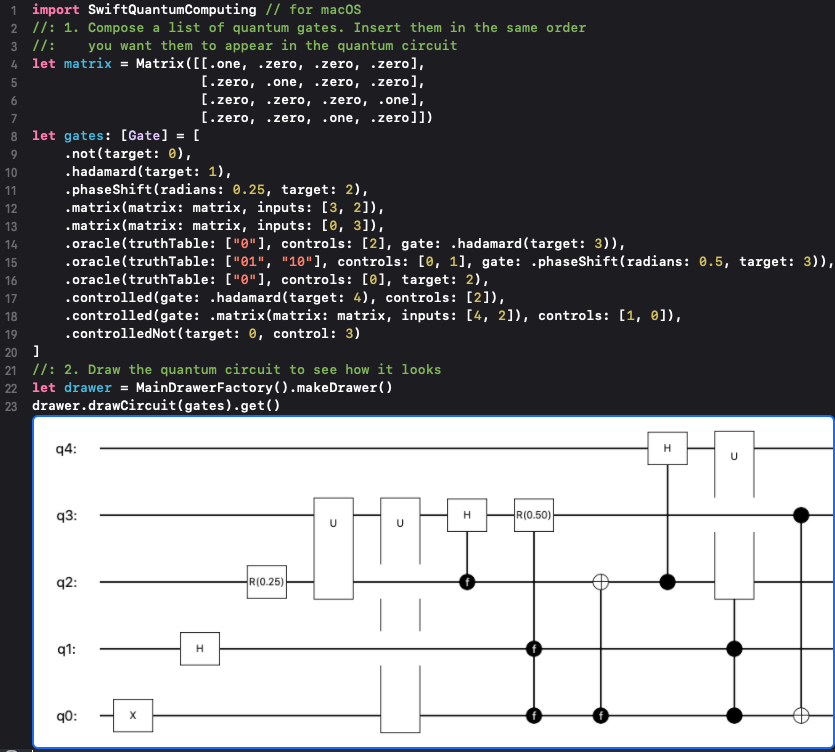 1 import SwiftQuantumComputing // for macOS
2 //: 1. Compose a list of quantum gates. Insert them in the same order
3 //:    you want them to appear in the quantum circuit
4 let matrix = Matrix([[.one, .zero, .zero, .zero],
5                      [.zero, .one, .zero, .zero],
6                      [.zero, .zero, .zero, .one],
7                      [.zero, .zero, .one, .zero]])
8 let gates: [Gate] = [
9     .not(target: 0),
10     .hadamard(target: 1),
11     .phaseShift(radians: 0.25, target: 2),
12     .matrix(matrix: matrix, inputs: [3, 2]),
13     .matrix(matrix: matrix, inputs: [0, 3]),
14     .oracle(truthTable: ["0"], controls: [2], gate: .hadamard(target: 3)),
15     .oracle(truthTable: ["01", "10"], controls: [0, 1], gate: .phaseShift(radians: 0.5, target: 3)),
16     .oracle(truthTable: ["0"], controls: [0], target: 2),
17     .controlled(gate: .hadamard(target: 4), controls: [2]),
18     .controlled(gate: .matrix(matrix: matrix, inputs: [4, 2]), controls: [1, 0]),
19     .controlledNot(target: 0, control: 3)
20 ]
21 //: 2. Draw the quantum circuit to see how it looks
22 let drawer = MainDrawerFactory().makeDrawer()
23 drawer.drawCircuit(gates).get()
q4: H U
q3: U U H R(0.50)
q2: R(0.25) f
q1: H f
q0: X f f